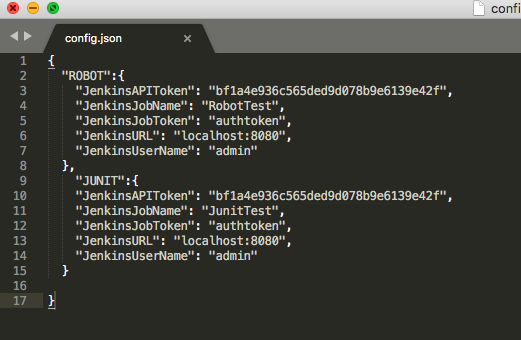 confi
config.json ×
1 {
2 "ROBOT":{
3 "JenkinsAPIToken": "bf1a4e936c565ded9d078b9e6139e42f",
4 "JenkinsJobName": "RobotTest",
5 "JenkinsJobToken": "authtoken",
6 "JenkinsURL": "localhost:8080",
7 "JenkinsUserName": "admin"
8 },
9 "JUNIT":{
10 "JenkinsAPIToken": "bf1a4e936c565ded9d078b9e6139e42f",
11 "JenkinsJobName": "JunitTest",
12 "JenkinsJobToken": "authtoken",
13 "JenkinsURL": "localhost:8080",
14 "JenkinsUserName": "admin"
15 }
16
17 }